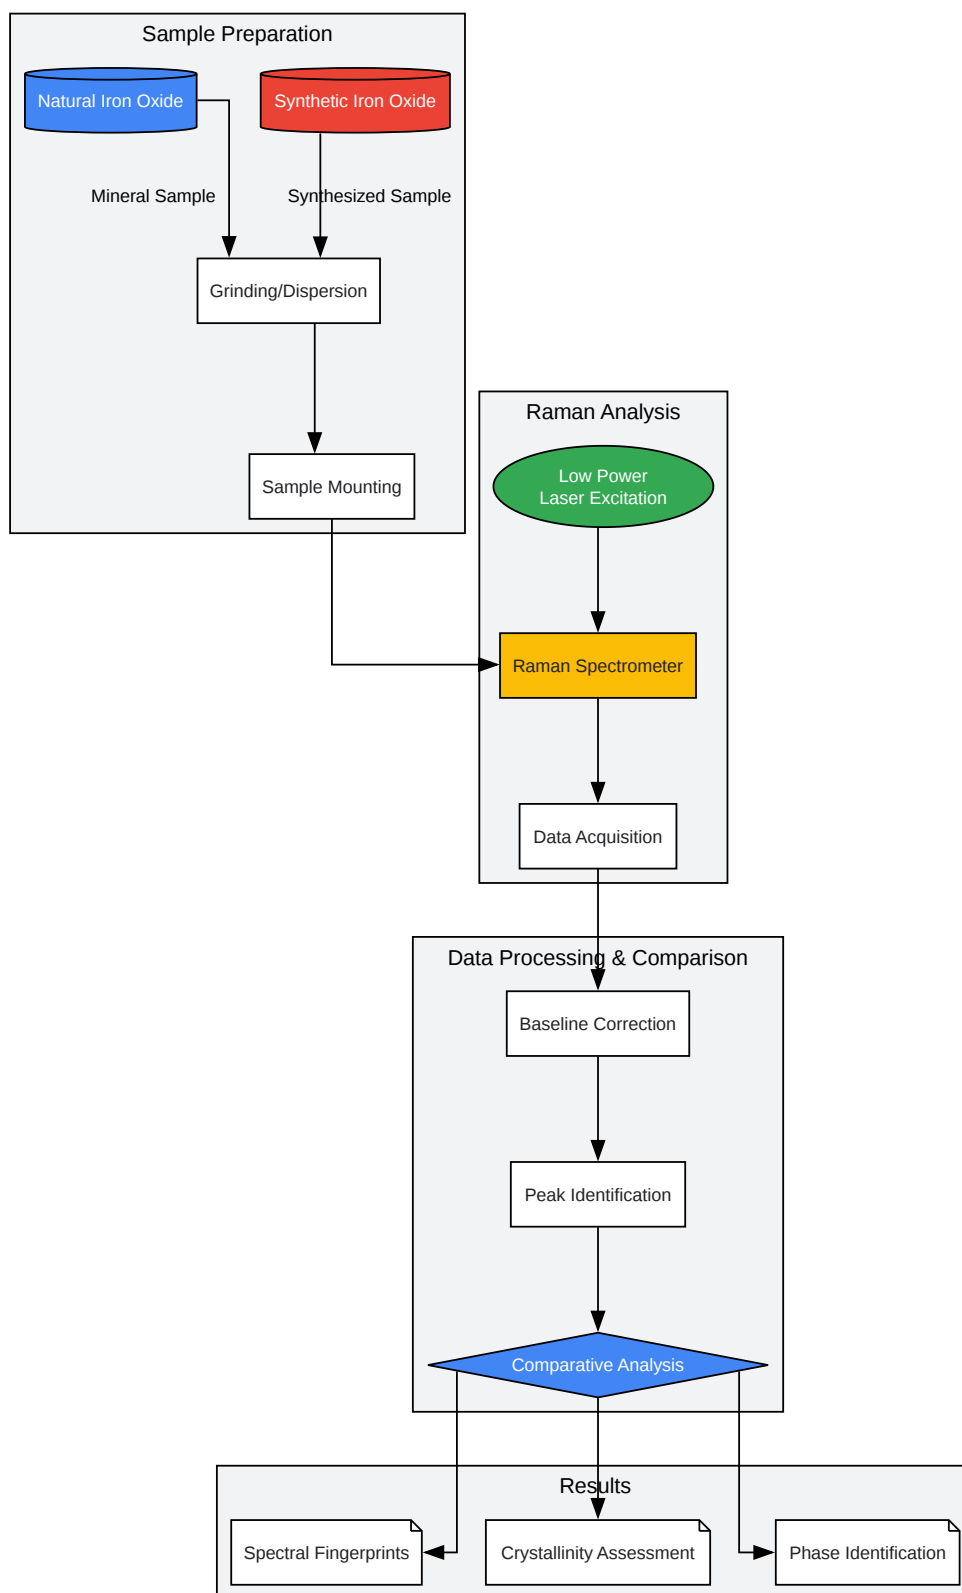 Sample Preparation
Natural Iron Oxide
Synthetic Iron Oxide
Mineral Sample
Synthesized Sample
Grinding/Dispersion
Sample Mounting
Raman Analysis
Low Power
Laser Excitation
Raman Spectrometer
Data Acquisition
Data Processing & Comparison
Baseline Correction
Peak Identification
Comparative Analysis
Results
Spectral Fingerprints
Crystallinity Assessment
Phase Identification